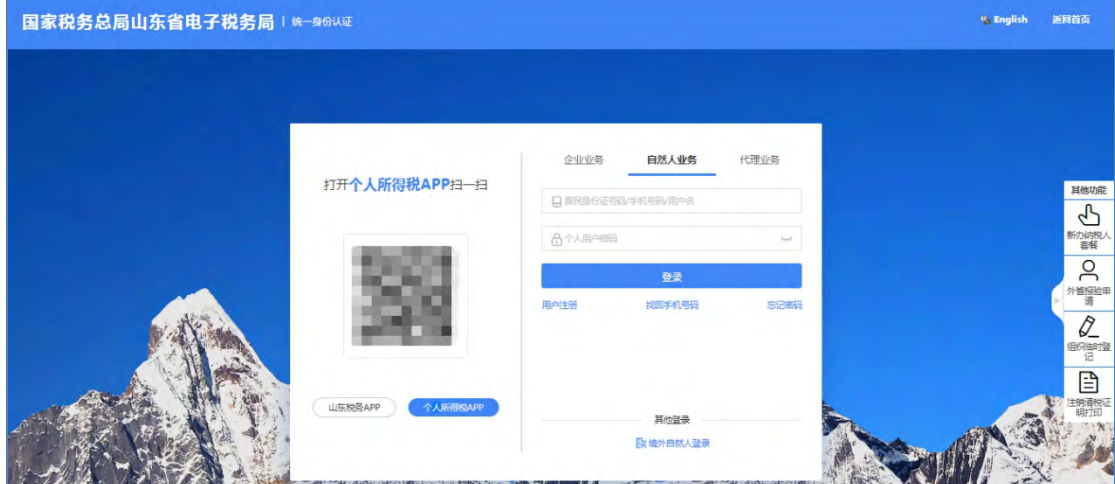 国家税务总局山东省电子税务局 | 统一身份认证
English 返回首页
打开个人所得税APP扫一扫
山东税务APP 个人所得税APP
企业业务 自然人业务 代理业务
居民身份证号码/手机号码/用户名
个人用户密码
登录
用户注册 找回手机号码 忘记密码
其他登录
境外自然人登录
其他功能
新办纳税人
套餐
外省报验申
请
组织临时登
记
注销清税证
明打印